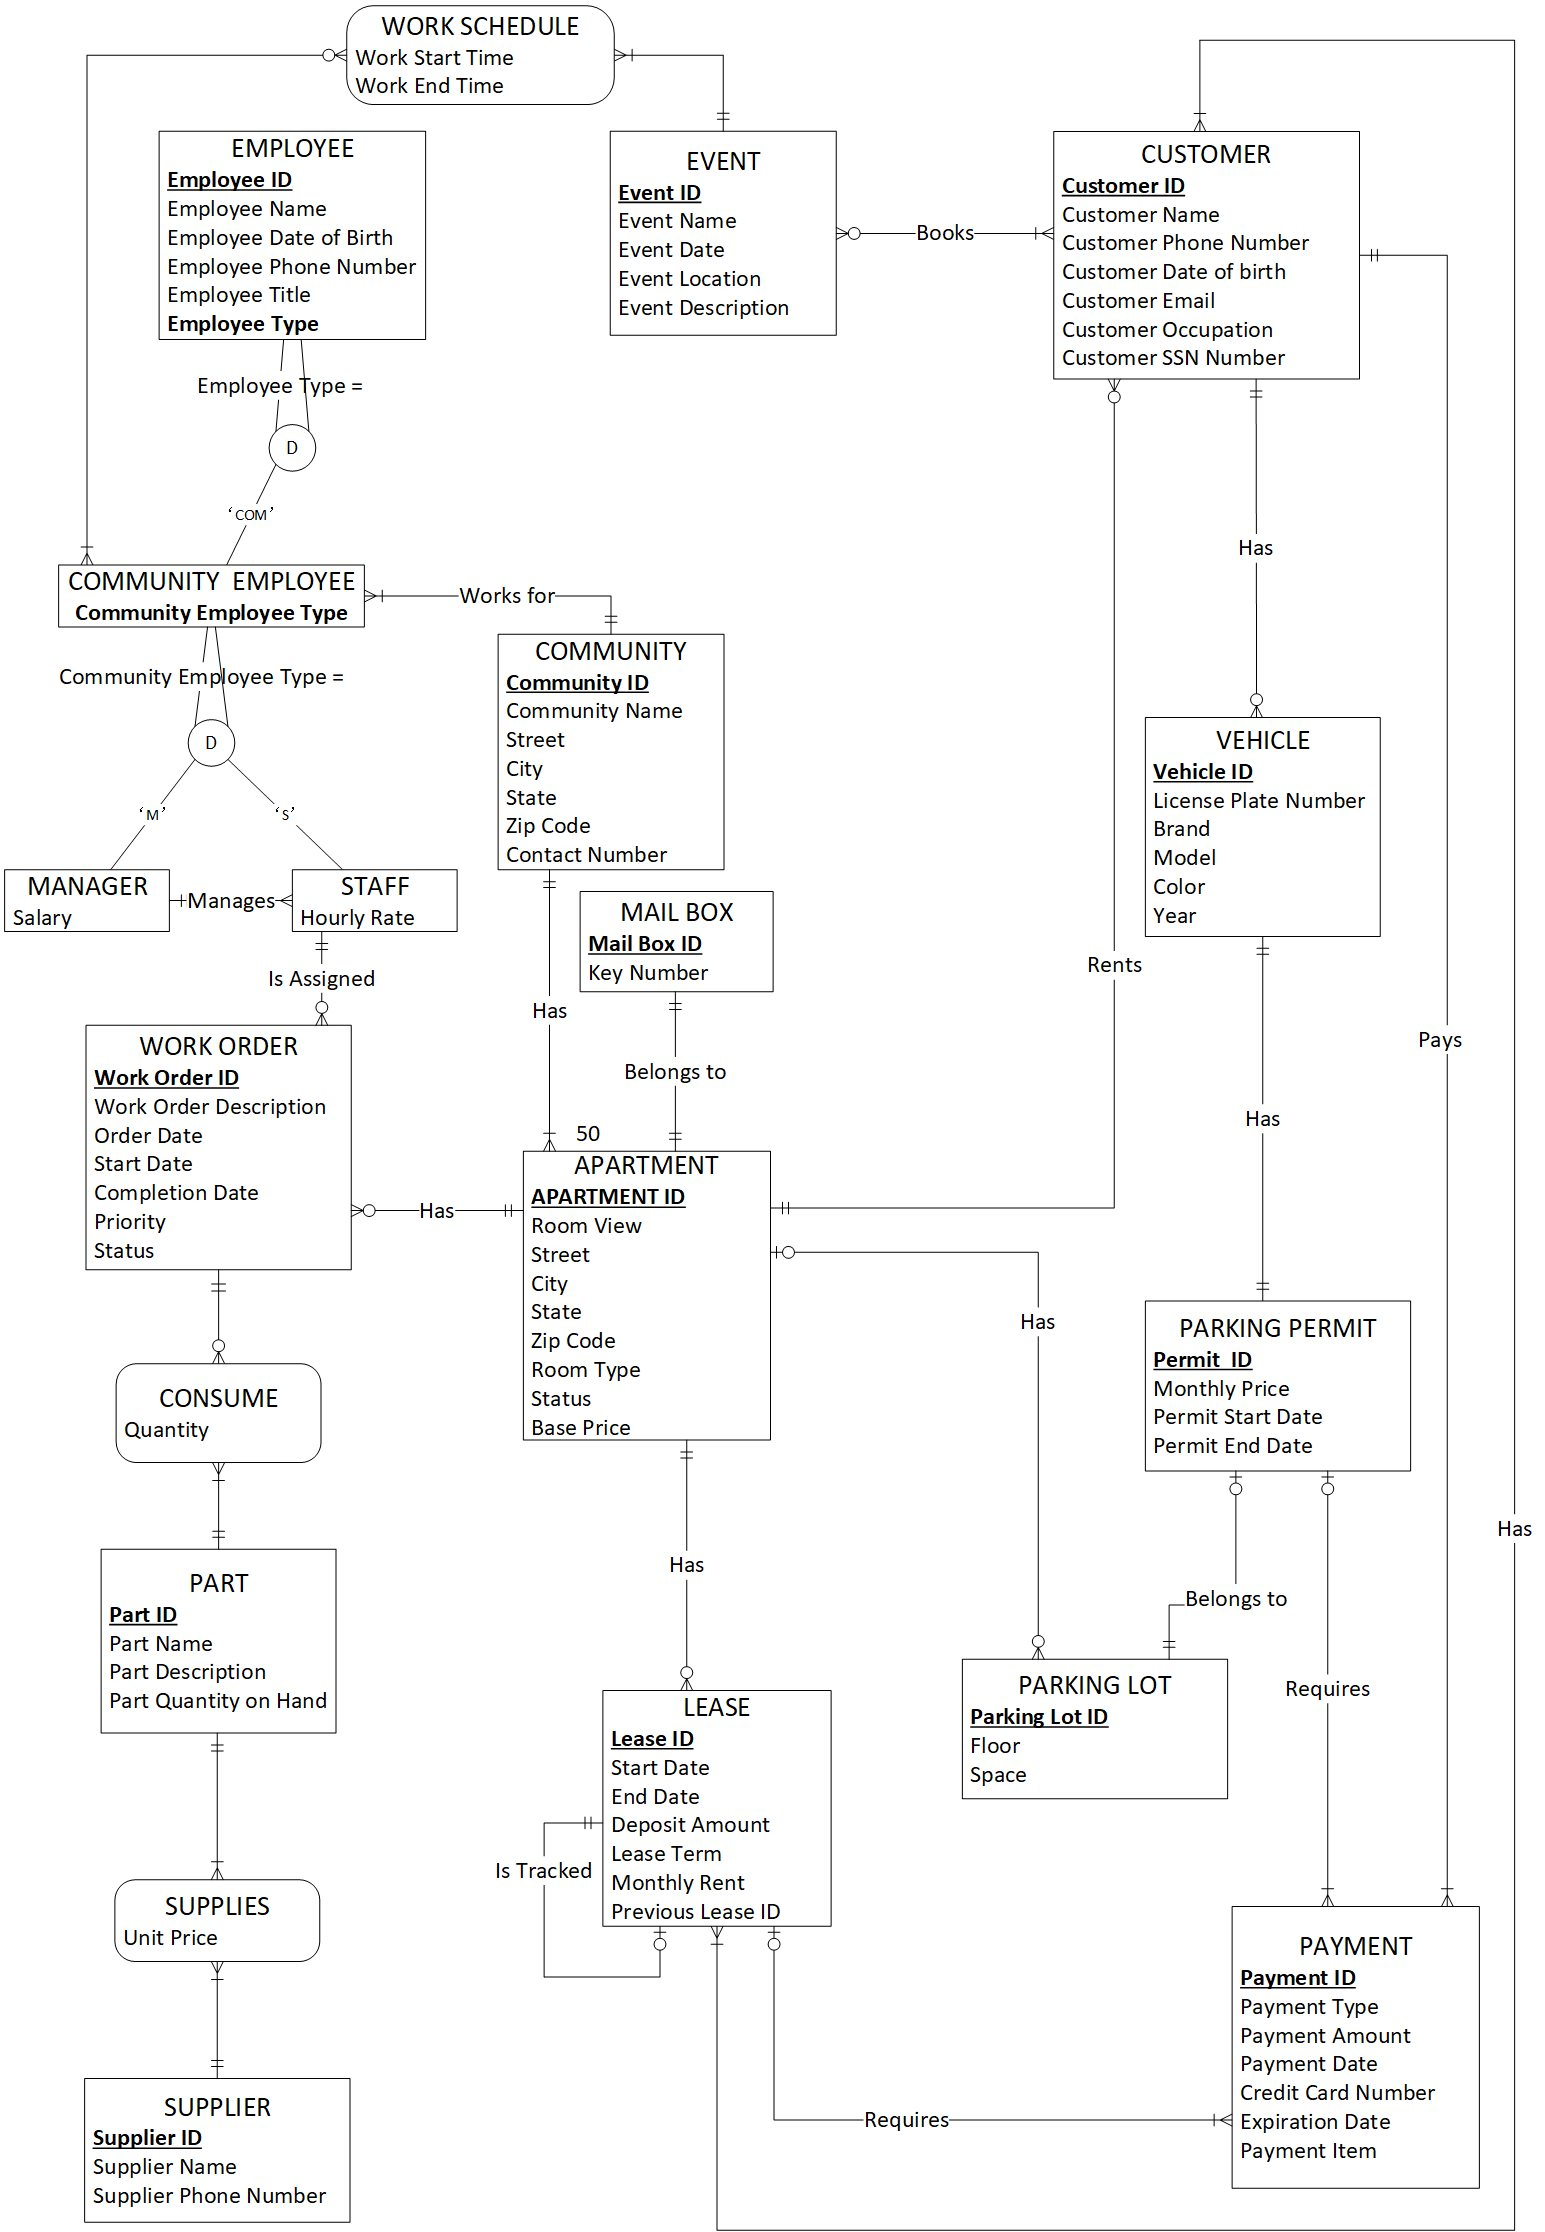 WORK SCHEDULE
Work Start Time
Work End Time
EMPLOYEE
Employee ID
Employee Name
Employee Date of Birth
Employee Phone Number
Employee Title
Employee Type
EVENT
Event ID
Event Name
Event Date
Event Location
Event Description
Books
CUSTOMER
Customer ID
Customer Name
Customer Phone Number
Customer Date of birth
Customer Email
Customer Occupation
Customer SSN Number
Employee Type =
D
‘COM’
Has
COMMUNITY EMPLOYEE
Community Employee Type
Works for
COMMUNITY
Community ID
Community Name
Street
City
State
Zip Code
Contact Number
Community Employee Type =
D
‘M’
‘S’
VEHICLE
Vehicle ID
License Plate Number
Brand
Model
Color
Year
MANAGER
Salary
Manages
STAFF
Hourly Rate
MAIL BOX
Mail Box ID
Key Number
Is Assigned
Rents
Has
Pays
Belongs to
WORK ORDER
Work Order ID
Work Order Description
Order Date
Start Date
Completion Date
Priority
Status
Has
50
APARTMENT
APARTMENT ID
Room View
Street
City
State
Zip Code
Room Type
Status
Base Price
Has
Has
PARKING PERMIT
Permit ID
Monthly Price
Permit Start Date
Permit End Date
CONSUME
Quantity
Has
Has
PART
Part ID
Part Name
Part Description
Part Quantity on Hand
Belongs to
Requires
LEASE
Lease ID
Start Date
End Date
Deposit Amount
Lease Term
Monthly Rent
Previous Lease ID
Is Tracked
PARKING LOT
Parking Lot ID
Floor
Space
SUPPLIES
Unit Price
PAYMENT
Payment ID
Payment Type
Payment Amount
Payment Date
Credit Card Number
Expiration Date
Payment Item
Requires
SUPPLIER
Supplier ID
Supplier Name
Supplier Phone Number